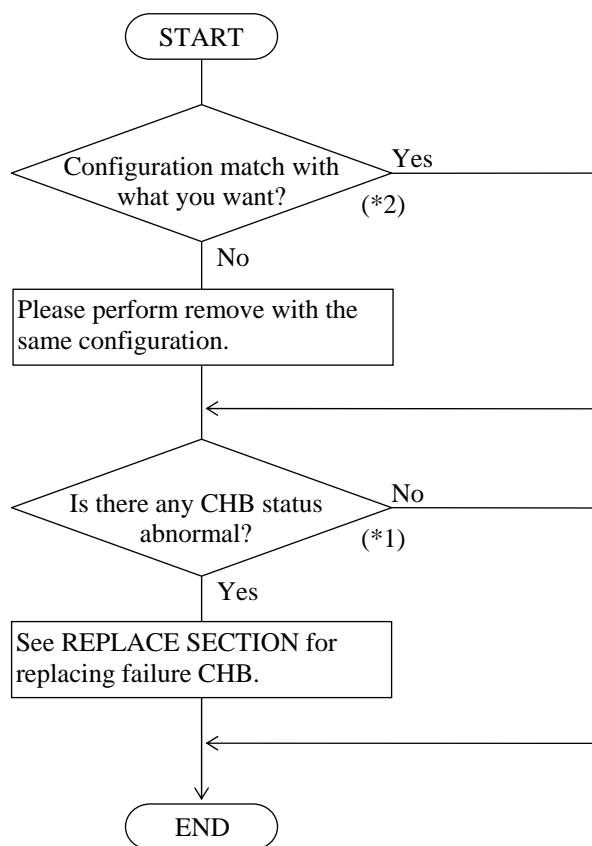 START
Configuration match with
what you want?
Yes
(*2)
No
Please perform remove with the
same configuration.
Is there any CHB status
abnormal?
No
(*1)
Yes
See REPLACE SECTION for
replacing failure CHB.
END